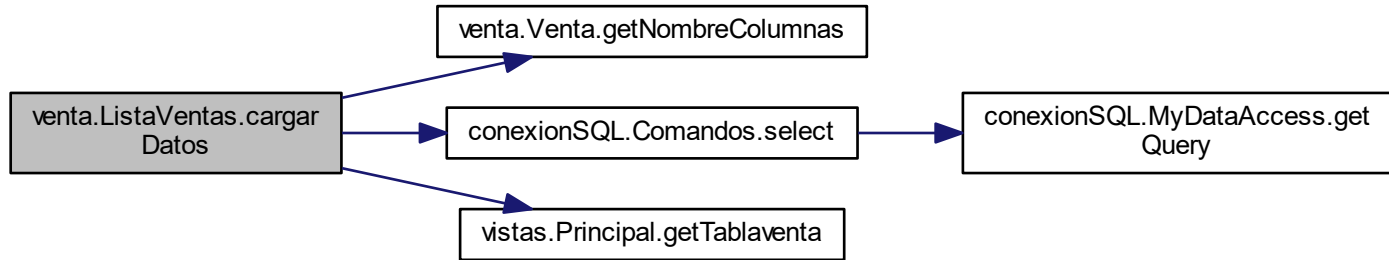 venta.Venta.getNombreColumnas
venta.ListaVentas.cargar
Datos
conexionSQL.Comandos.select
conexionSQL.MyDataAccess.get
Query
vistas.Principal.getTablaventa